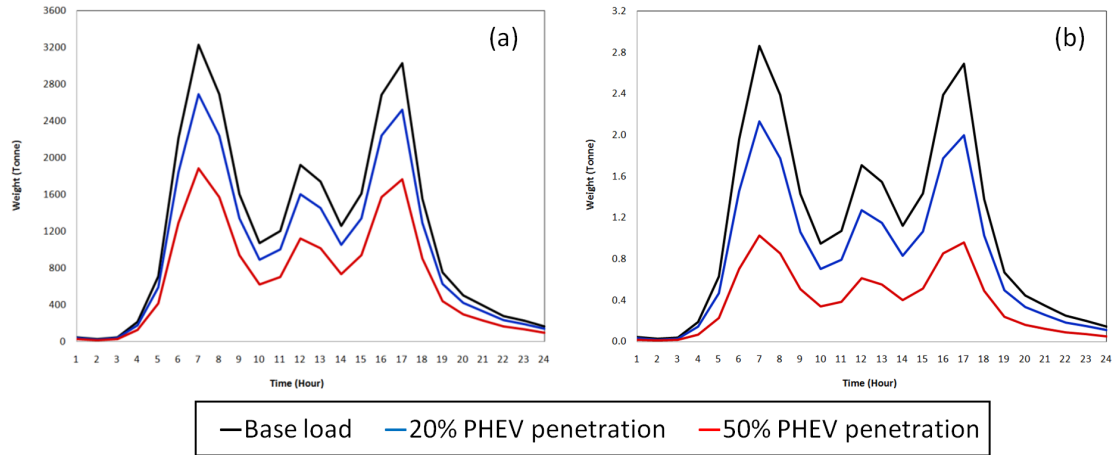 (a)
3600
3200
2800
2400
2000
1600
1200
800
400
0
Weight (Tonne)
1 2 3 4 5 6 7 8 9 10 11 12 13 14 15 16 17 18 19 20 21 22 23 24
Time (Hour)
(b)
3.2
2.8
2.4
2.0
1.6
1.2
0.8
0.4
0.0
Weight (Tonne)
1 2 3 4 5 6 7 8 9 10 11 12 13 14 15 16 17 18 19 20 21 22 23 24
Time (Hour)
Base load 20% PHEV penetration 50% PHEV penetration